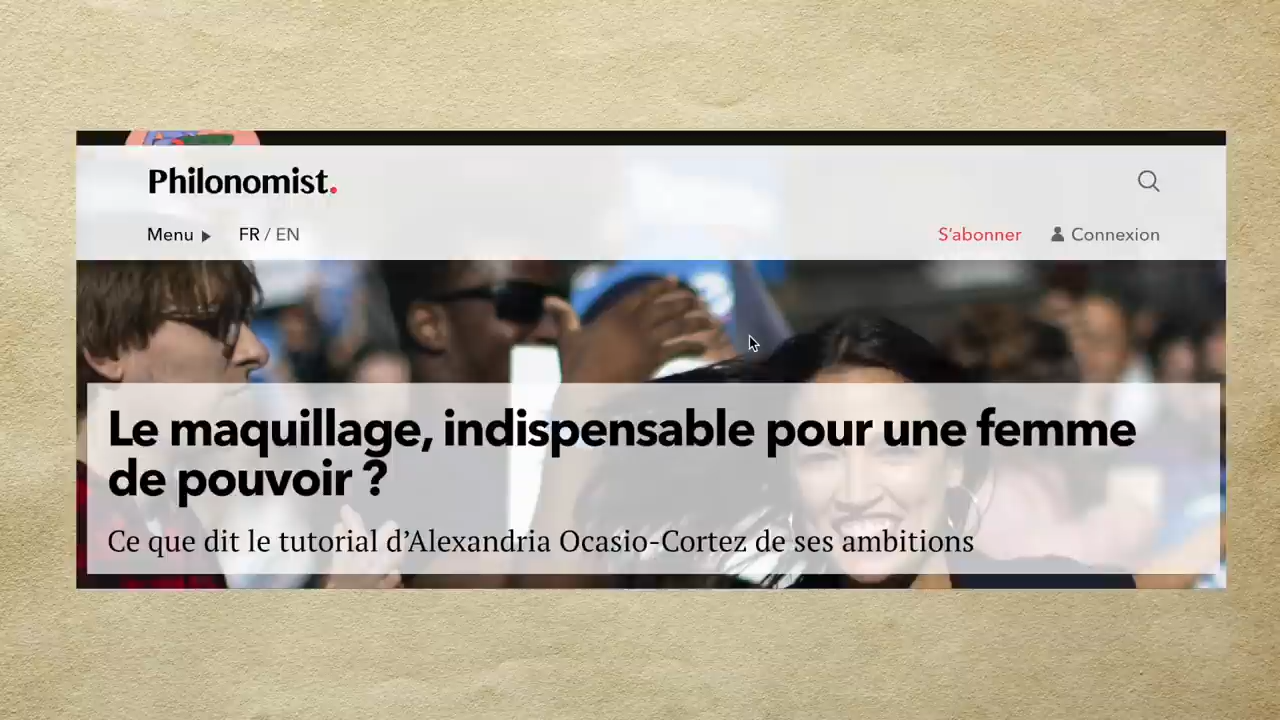 Philonomist.
Menu FR / EN S'abonner Connexion
Le maquillage, indispensable pour une femme
de pouvoir ?
Ce que dit le tutorial d’Alexandria Ocasio-Cortez de ses ambitions